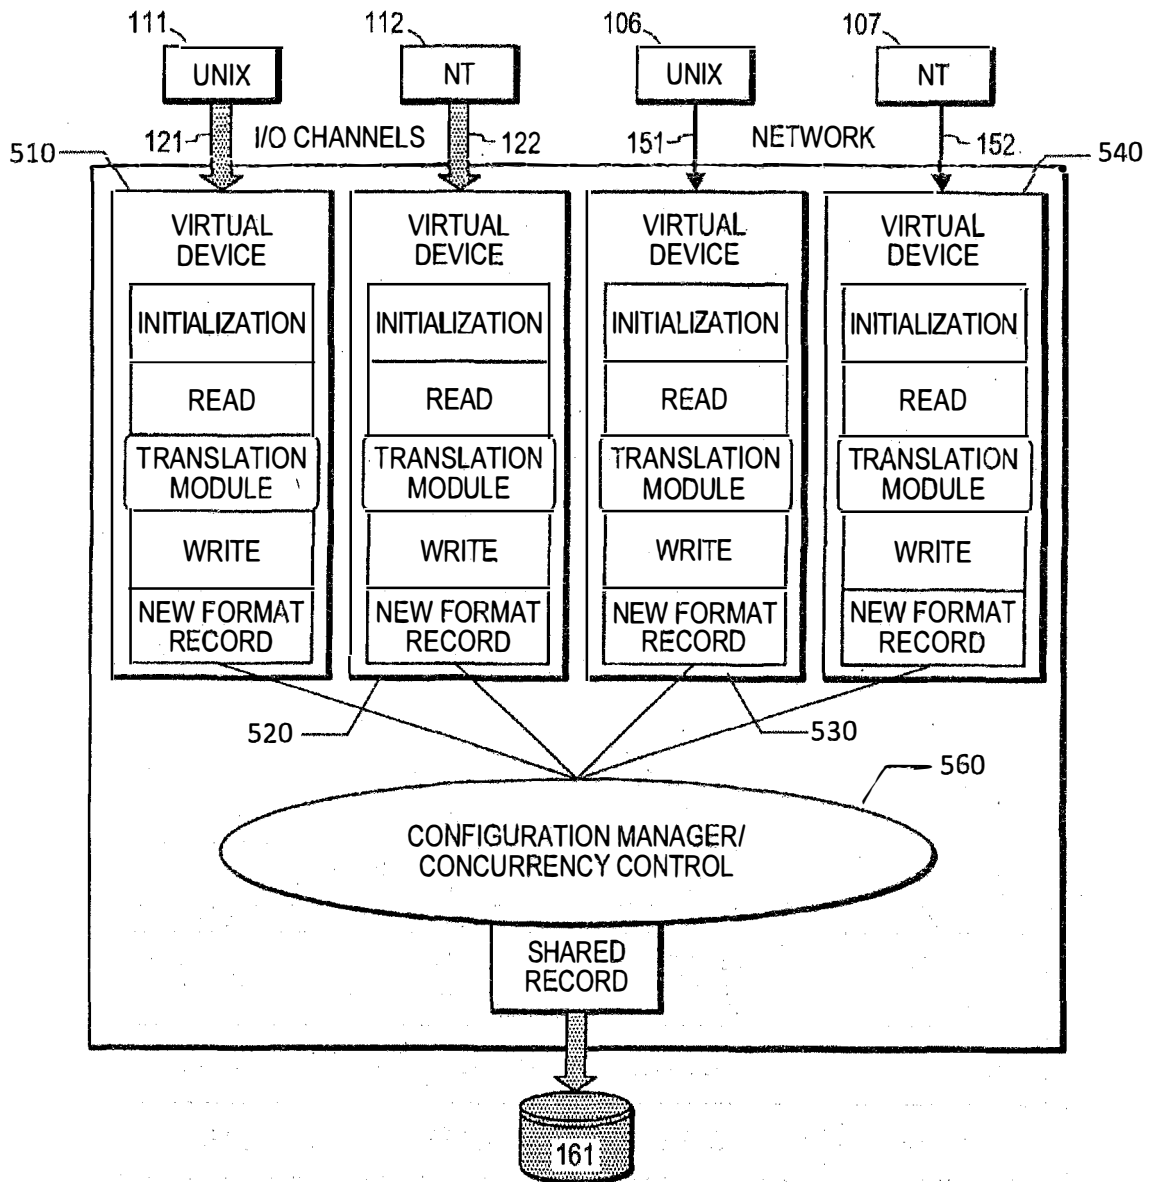 111
112
106
107
UNIX
NT
UNIX
NT
121
I/O CHANNELS
122
151
NETWORK
152
510
540
VIRTUAL
DEVICE
INITIALIZATION
READ
TRANSLATION
MODULE
WRITE
NEW FORMAT
RECORD
VIRTUAL
DEVICE
INITIALIZATION
READ
TRANSLATION
MODULE
WRITE
NEW FORMAT
RECORD
VIRTUAL
DEVICE
INITIALIZATION
READ
TRANSLATION
MODULE
WRITE
NEW FORMAT
RECORD
VIRTUAL
DEVICE
INITIALIZATION
READ
TRANSLATION
MODULE
WRITE
NEW FORMAT
RECORD
520
530
560
CONFIGURATION MANAGER/
CONCURRENCY CONTROL
SHARED
RECORD
161